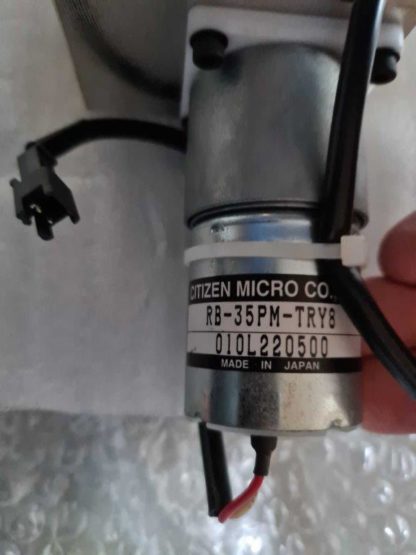 CITIZEN MICRO CO.
RB-35PM-TRY8
010L220500
MADE IN JAPAN